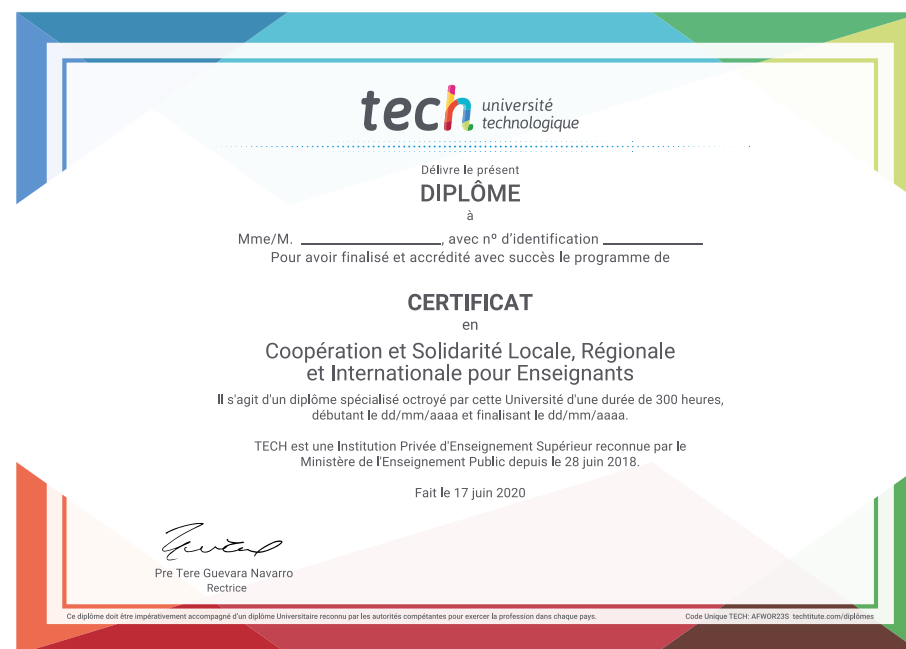 tech université
technologique
Délivre le présent
DIPLÔME
à
Mme/M. ____________________, avec nº d'identification ______________
Pour avoir finalisé et accrédité avec succès le programme de
CERTIFICAT
en
Coopération et Solidarité Locale, Régionale
et Internationale pour Enseignants
Il s'agit d'un diplôme spécialisé octroyé par cette Université d'une durée de 300 heures,
débutant le dd/mm/aaaa et finalisant le dd/mm/aaaa.
TECH est une Institution Privée d'Enseignement Supérieur reconnue par le
Ministère de l'Enseignement Public depuis le 28 juin 2018.
Fait le 17 juin 2020
Pre Tere Guevara Navarro
Rectrice
Ce diplôme doit être impérativement accompagné d'un diplôme Universitaire reconnu par les autorités compétantes pour exercer la profession dans chaque pays.
Code Unique TECH: AFWOR23S techtitute.com/diplômes